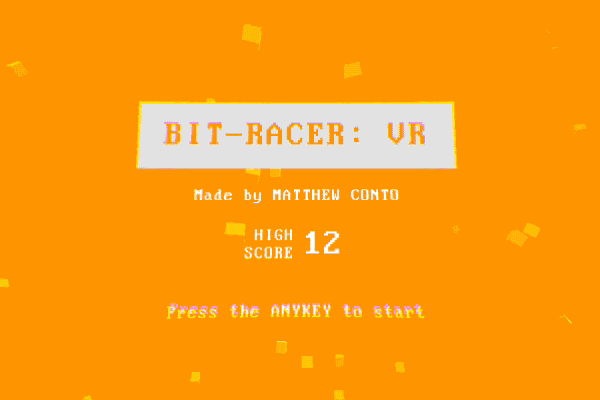 BIT-RACER: VR
Made by MATTHEW CONTO
HIGH
SCORE 12
Press the ANYKEY to start